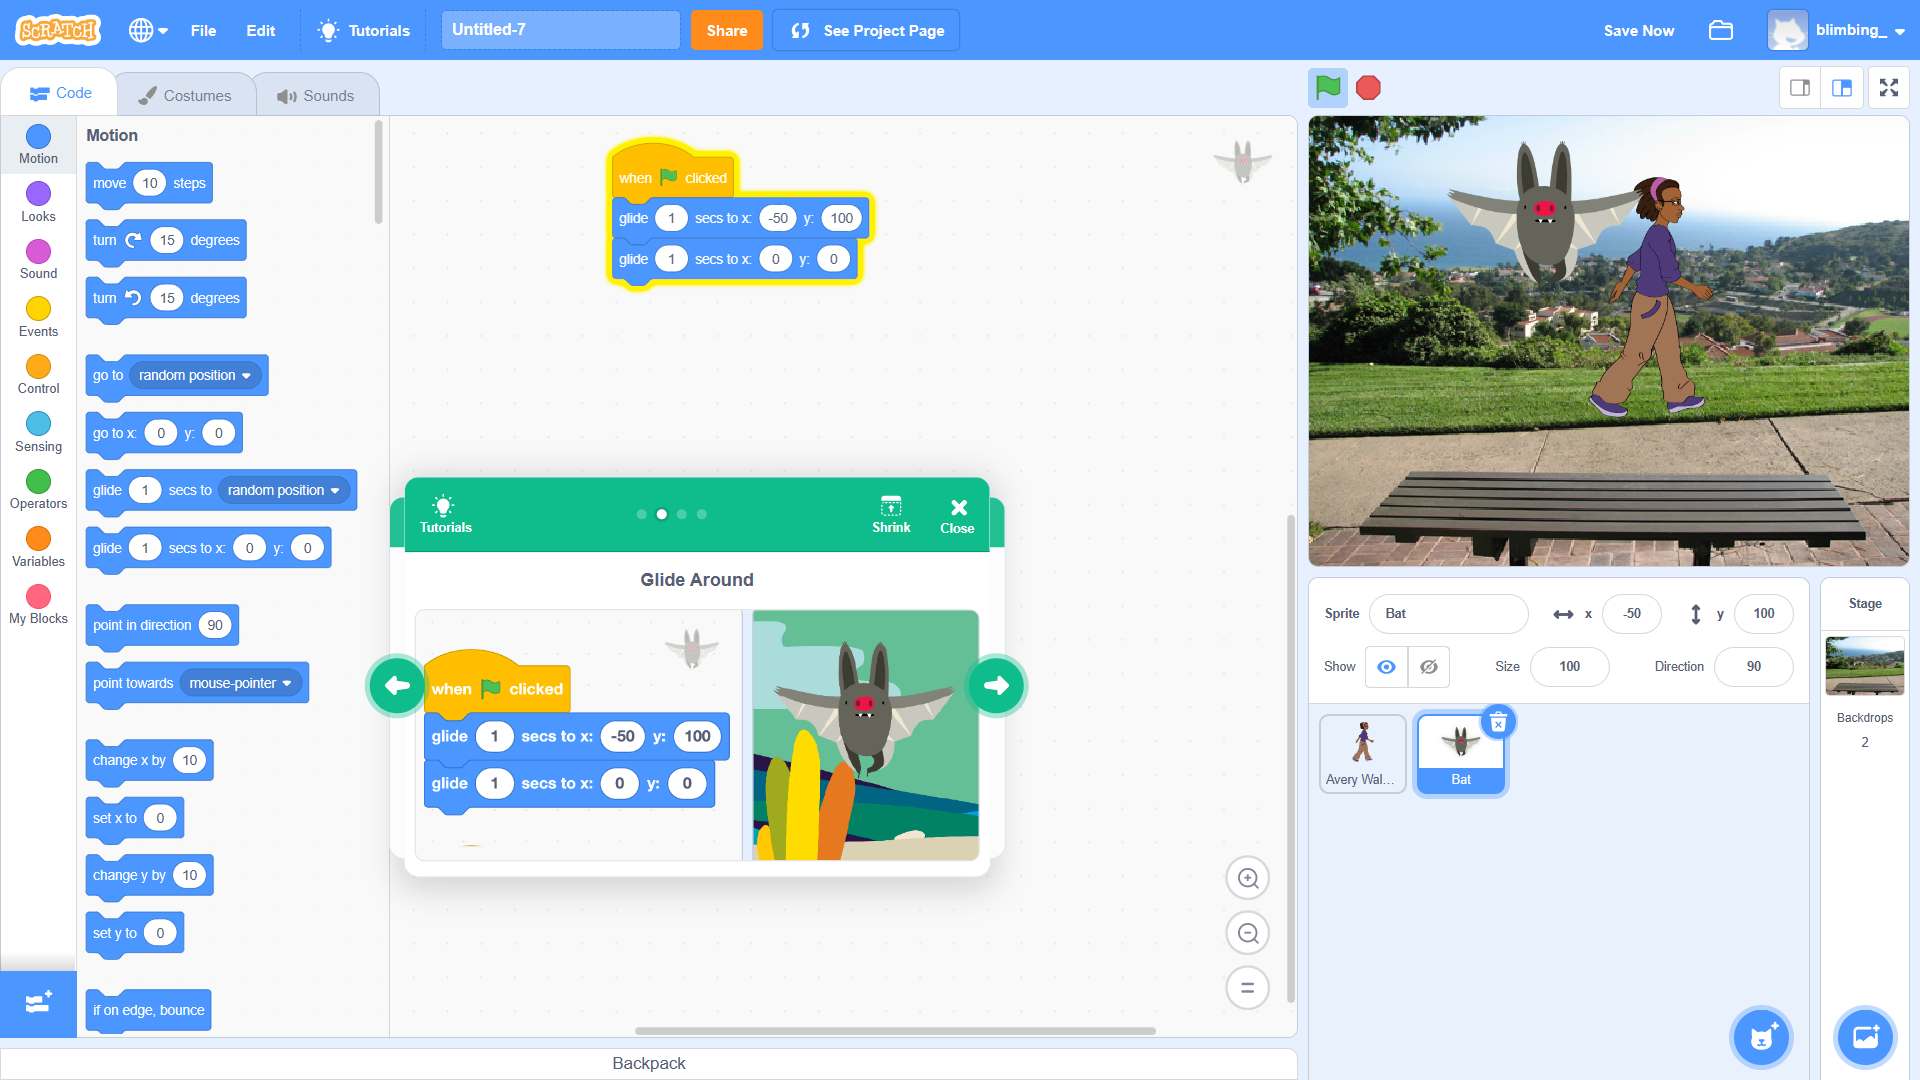 SCRATCH
File
Edit
Tutorials
Untitled-7
Share
See Project Page
Save Now
blimbing_
Code
Costumes
Sounds
Motion
Looks
Sound
Events
Control
Sensing
Operators
Variables
My Blocks
Motion
move 10 steps
turn 15 degrees
turn 15 degrees
go to random position
go to x: 0 y: 0
glide 1 secs to random position
glide 1 secs to x: 0 y: 0
point in direction 90
point towards mouse-pointer
change x by 10
set x to 0
change y by 10
set y to 0
if on edge, bounce
when clicked
glide 1 secs to x: -50 y: 100
glide 1 secs to x: 0 y: 0
Tutorials
Shrink
Close
Glide Around
when clicked
glide 1 secs to x: -50 y: 100
glide 1 secs to x: 0 y: 0
Backpack
Sprite Bat x -50 y 100
Show Size 100 Direction 90
Avery Wal...
Bat
Stage
Backdrops
2